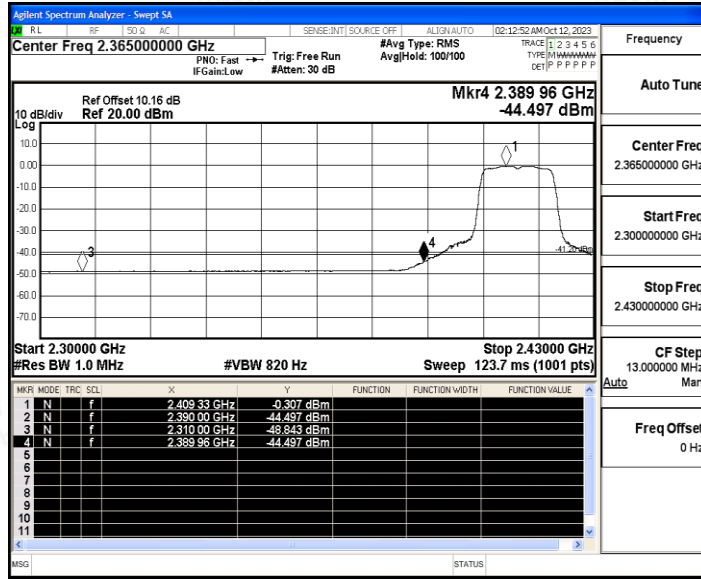 Agilent Spectrum Analyzer - Swept SA
RL RF 50 Ω AC SENSE:INT SOURCE OFF ALIGN AUTO 02:12:52 AM Oct 12, 2023
Center Freq 2.365000000 GHz
PNO: Fast
IFGain:Low
Trig: Free Run
#Atten: 30 dB
#Avg Type: RMS
Avg|Hold: 100/100
TRACE 1 2 3 4 5 6
TYPE M
DET P P P P P P
Mkr4 2.389 96 GHz
-44.497 dBm
Ref Offset 10.16 dB
10 dB/div Ref 20.00 dBm
Log
10.0
0.00
-10.0
-20.0
-30.0
-40.0
-50.0
-60.0
-70.0
1
3
4
-41.20 dBm
Start 2.30000 GHz Stop 2.43000 GHz
#Res BW 1.0 MHz #VBW 820 Hz Sweep 123.7 ms (1001 pts)
MKR MODE TRC SCL X Y FUNCTION FUNCTION WIDTH FUNCTION VALUE
1 N f 2.409 33 GHz -0.307 dBm
2 N f 2.390 00 GHz -44.497 dBm
3 N f 2.310 00 GHz -48.843 dBm
4 N f 2.389 96 GHz -44.497 dBm
5
6
7
8
9
10
11
MSG STATUS
Frequency
Auto Tune
Center Freq
2.365000000 GHz
Start Freq
2.300000000 GHz
Stop Freq
2.430000000 GHz
CF Step
13.000000 MHz
Auto Man
Freq Offset
0 Hz